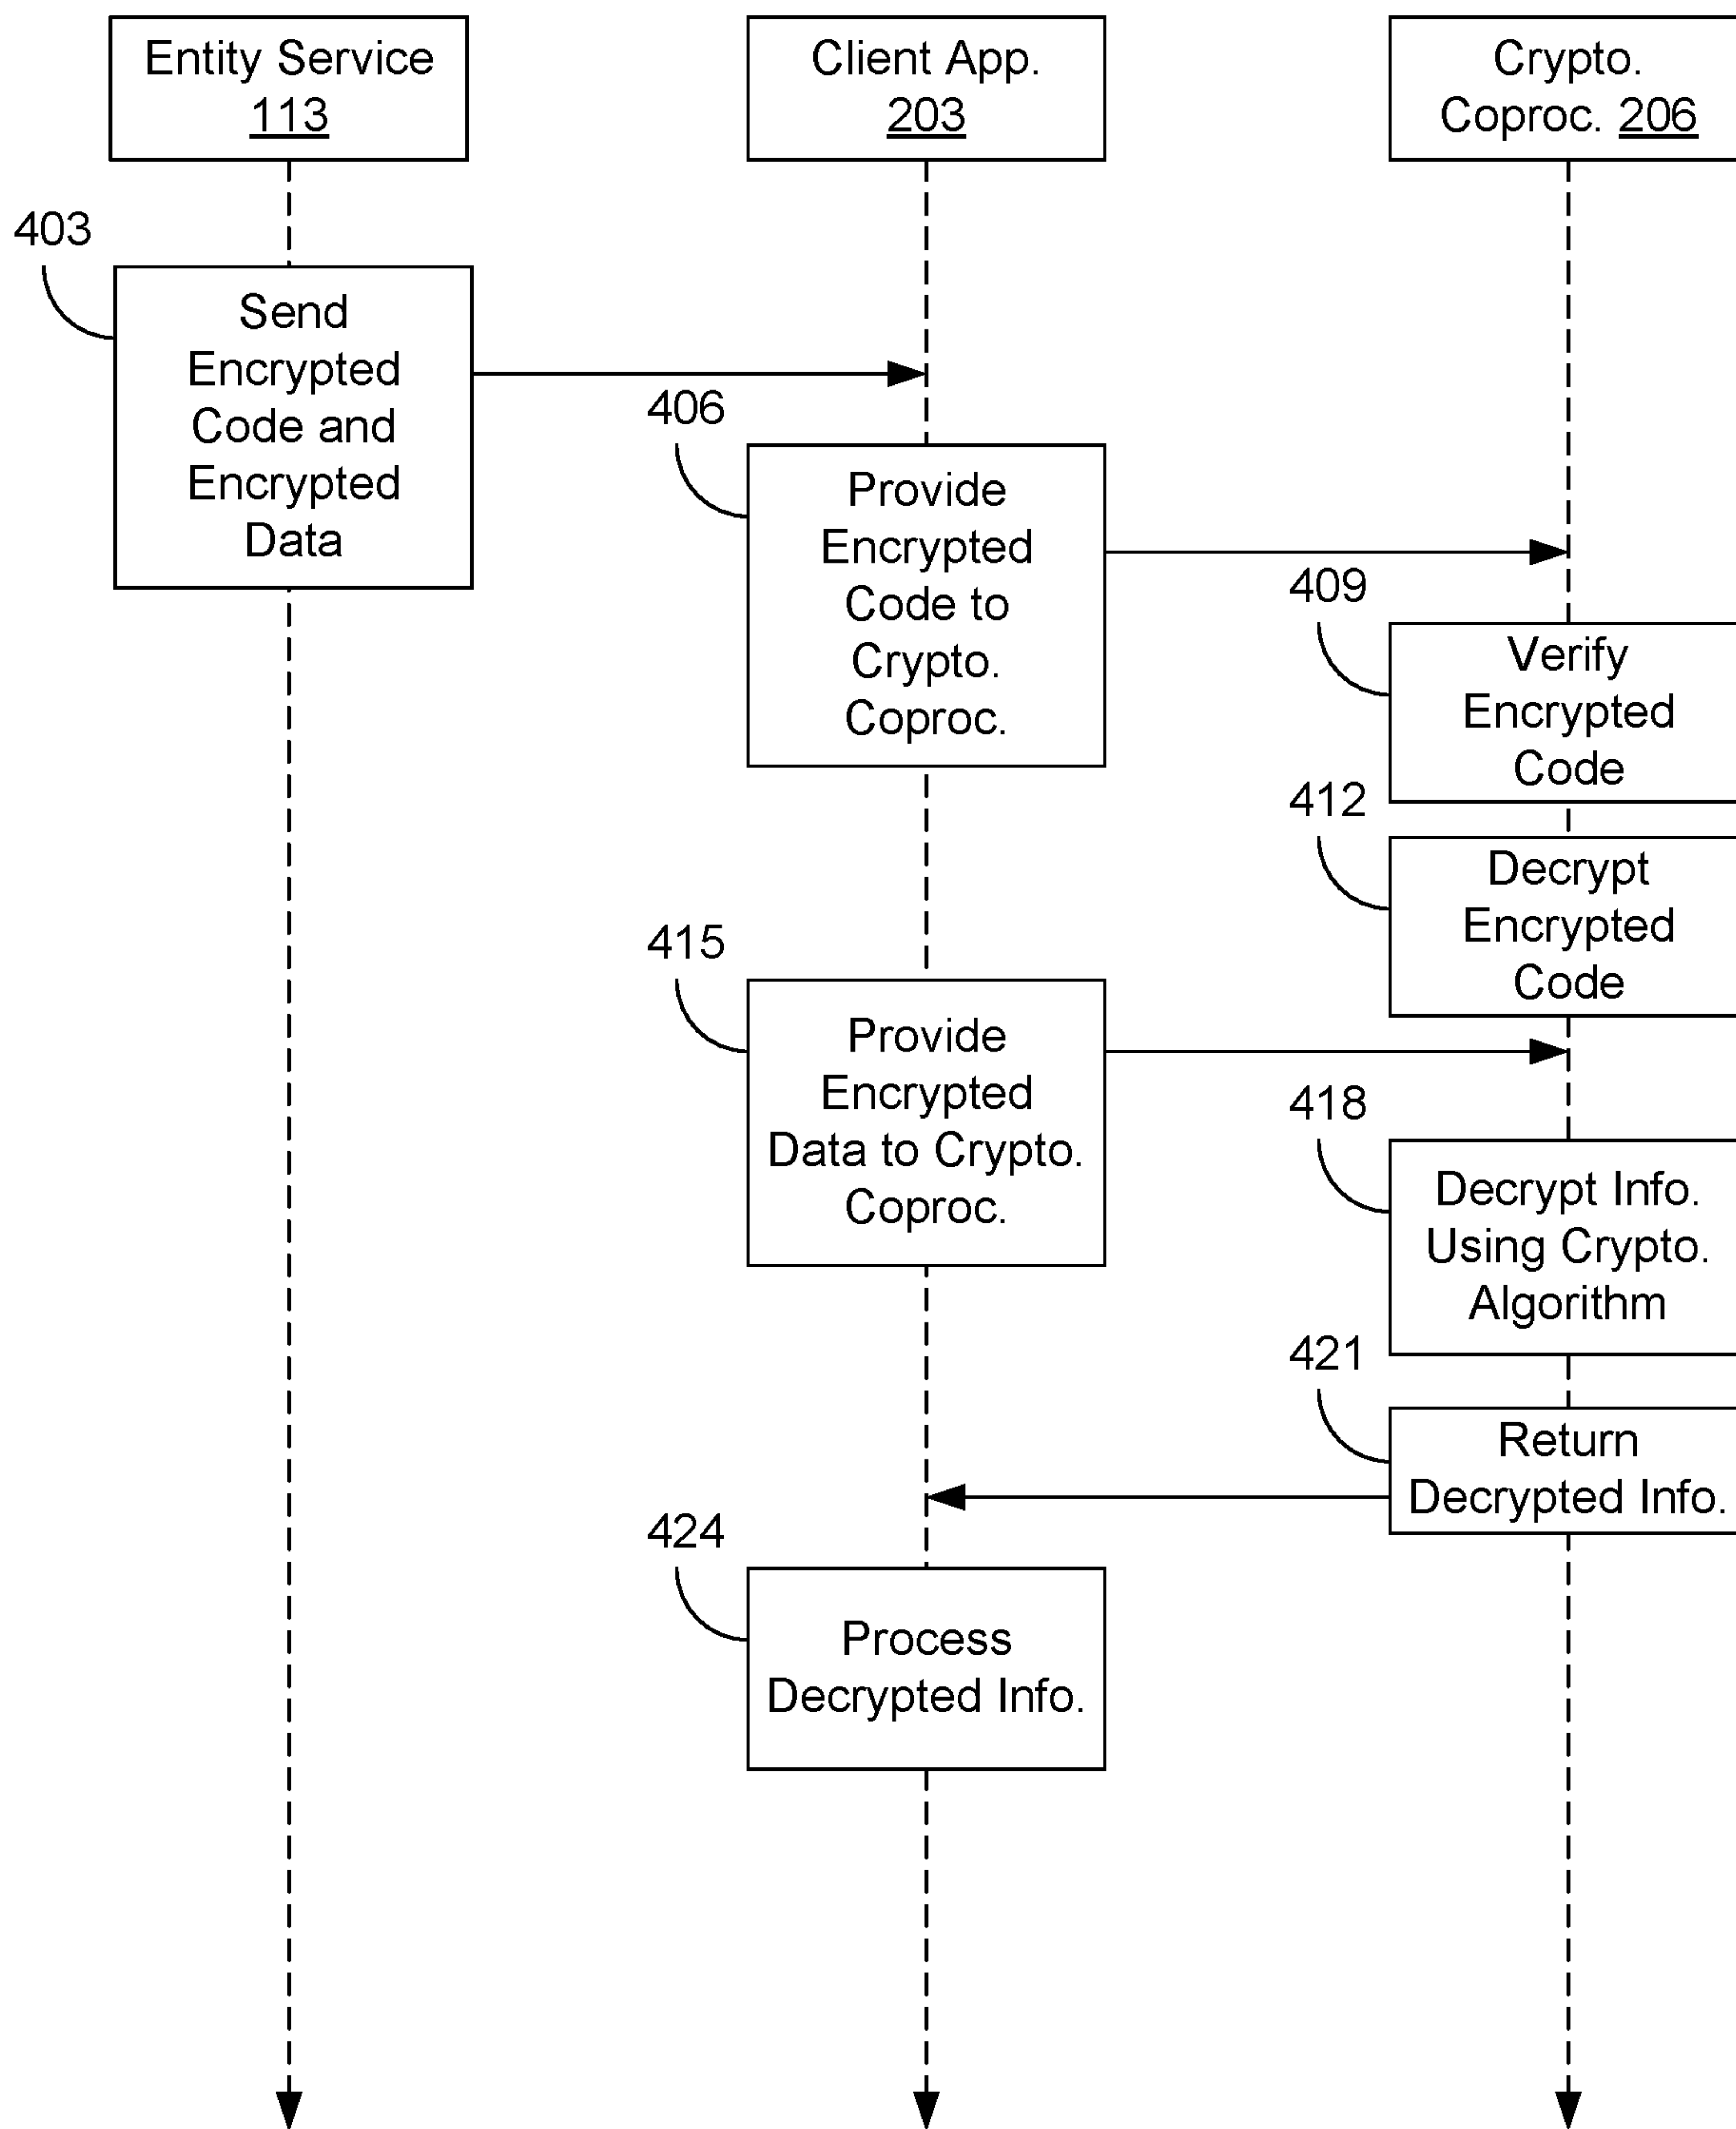 Entity Service
113
Client App.
203
Crypto.
Coproc. 206
403
Send
Encrypted
Code and
Encrypted
Data
406
Provide
Encrypted
Code to
Crypto.
Coproc.
409
Verify
Encrypted
Code
412
Decrypt
Encrypted
Code
415
Provide
Encrypted
Data to Crypto.
Coproc.
418
Decrypt Info.
Using Crypto.
Algorithm
421
Return
Decrypted Info.
424
Process
Decrypted Info.